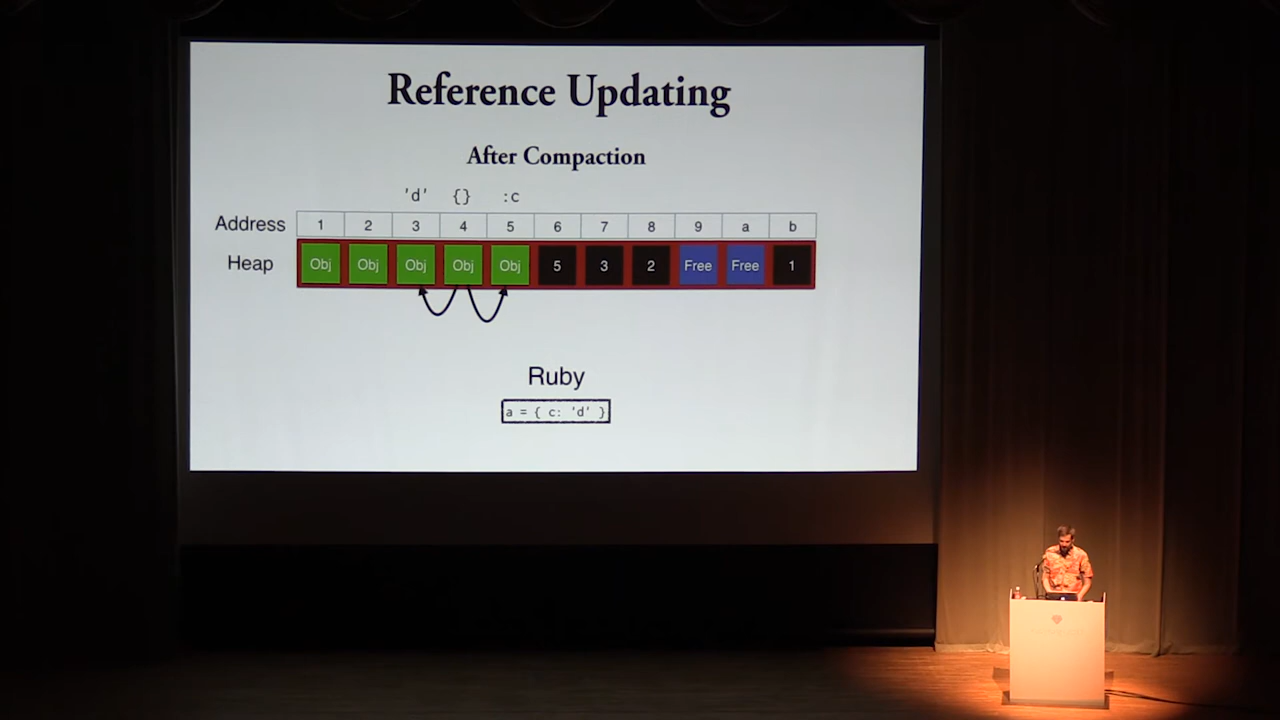 Reference Updating
After Compaction
'd' {} :c
Address 1 2 3 4 5 6 7 8 9 a b
Heap Obj Obj Obj Obj Obj 5 3 2 Free Free 1
Ruby
a = { c: 'd' }